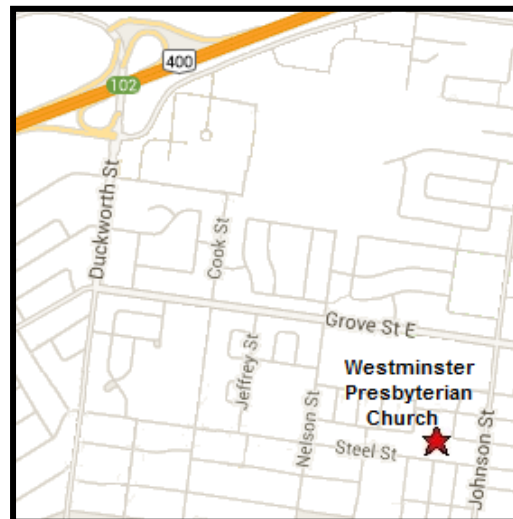 400
102
Duckworth St
Cook St
Grove St E
Jeffrey St
Westminster
Presbyterian
Church
Nelson St
Steel St
Johnson St